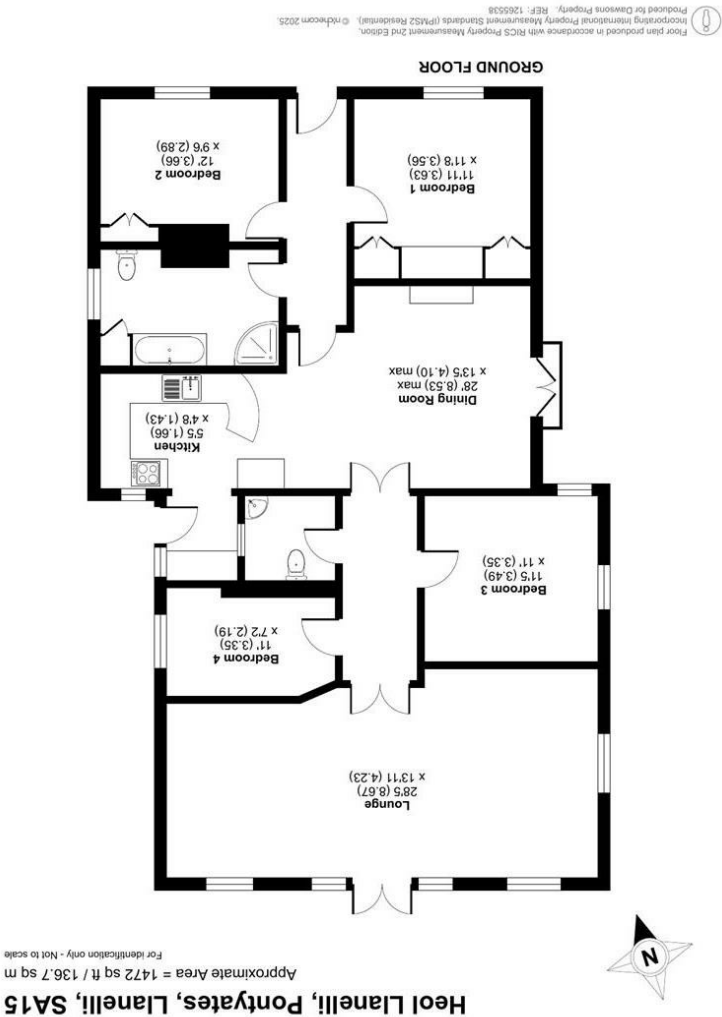 Heol Llanelli, Pontyates, Llanelli, SA15
Approximate Area = 1472 sq ft / 136.7 sq m
For identification only - Not to scale
N
Lounge
28'5 (8.67)
x 13'11 (4.23)
Bedroom 4
11' (3.35)
x 7'2 (2.19)
Bedroom 3
11'5 (3.49)
x 11' (3.35)
Kitchen
5'5 (1.66)
x 4'8 (1.43)
Dining Room
28' (8.53) max
x 13'5 (4.10) max
Bedroom 1
11'11 (3.63)
x 11'8 (3.56)
Bedroom 2
12' (3.66)
x 9'6 (2.89)
GROUND FLOOR
Floor plan produced in accordance with RICS Property Measurement 2nd Edition,
Incorporating International Property Measurement Standards (IPMS2 Residential). © nichecom 2025.
Produced for Dawsons Property. REF: 1265538